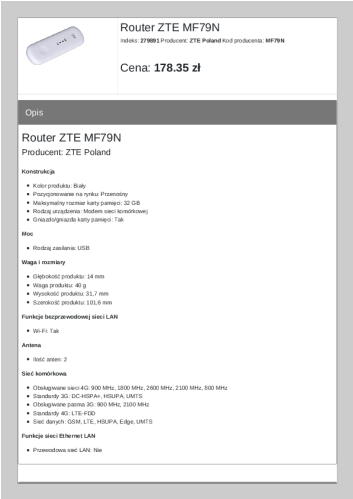 Router ZTE MF79N
Indeks: 279891 Producent: ZTE Poland Kod producenta: MF79N
Cena: 178.35 zł
Opis
Router ZTE MF79N
Producent: ZTE Poland
Konstrukcja
Kolor produktu: Biały
Pozycjonowanie na rynku: Przenośny
Maksymalny rozmiar karty pamięci: 32 GB
Rodzaj urządzenia: Modem sieci komórkowej
Gniazdo/gniazda karty pamięci: Tak
Moc
Rodzaj zasilania: USB
Waga i rozmiary
Głębokość produktu: 14 mm
Waga produktu: 40 g
Wysokość produktu: 31,7 mm
Szerokość produktu: 101,6 mm
Funkcje bezprzewodowej sieci LAN
Wi-Fi: Tak
Antena
Ilość anten: 2
Sieć komórkowa
Obsługiwane sieci 4G: 900 MHz, 1800 MHz, 2600 MHz, 2100 MHz, 800 MHz
Standardy 3G: DC-HSPA+, HSUPA, UMTS
Obsługiwane pasma 3G: 900 MHz, 2100 MHz
Standardy 4G: LTE-FDD
Sieć danych: GSM, LTE, HSUPA, Edge, UMTS
Funkcje sieci Ethernet LAN
Przewodowa sieć LAN: Nie